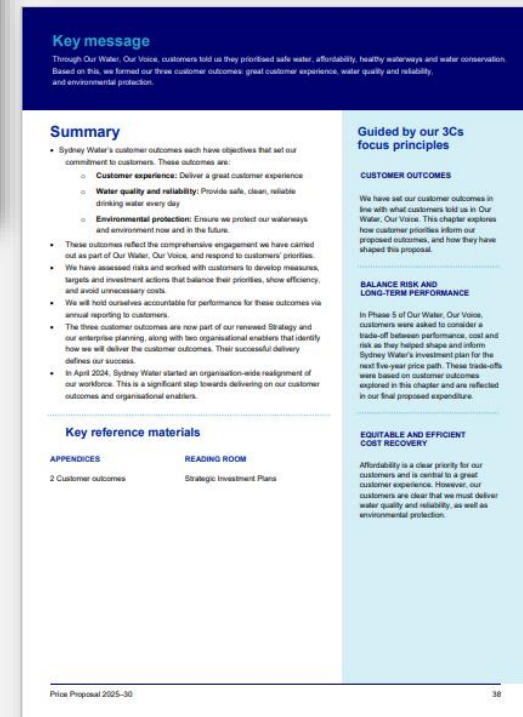 Key message
Through Our Water, Our Voice, customers told us they prioritised safe water, affordability, healthy waterways and water conservation.
Based on this, we formed our three customer outcomes: great customer experience, water quality and reliability,
and environmental protection.
Summary
• Sydney Water's customer outcomes each have objectives that set our
commitment to customers. These outcomes are:
o Customer experience: Deliver a great customer experience
o Water quality and reliability: Provide safe, clean, reliable
drinking water every day
o Environmental protection: Ensure we protect our waterways
and environment now and in the future.
• These outcomes reflect the comprehensive engagement we have carried
out as part of Our Water, Our Voice, and respond to customers' priorities.
• We have assessed risks and worked with customers to develop measures,
targets and investment actions that balance their priorities, show efficiency,
and avoid unnecessary costs.
• We will hold ourselves accountable for performance for these outcomes via
annual reporting to customers.
• The three customer outcomes are now part of our renewed Strategy and
our enterprise planning, along with two organisational enablers that identify
how we will deliver the customer outcomes. Their successful delivery
defines our success.
• In April 2024, Sydney Water started an organisation-wide realignment of
our workforce. This is a significant step towards delivering on our customer
outcomes and organisational enablers.
Key reference materials
APPENDICES READING ROOM
2 Customer outcomes Strategic Investment Plans
Guided by our 3Cs
focus principles
CUSTOMER OUTCOMES
We have set our customer outcomes in
line with what customers told us in Our
Water, Our Voice. This chapter explores
how customer priorities inform our
proposed outcomes, and how they have
shaped this proposal.
BALANCE RISK AND
LONG-TERM PERFORMANCE
In Phase 5 of Our Water, Our Voice,
customers were asked to consider a
trade-off between performance, cost and
risk as they helped shape and inform
Sydney Water's investment plan for the
next five-year price path. These trade-offs
were based on customer outcomes
explored in this chapter and are reflected
in our final proposed expenditure.
EQUITABLE AND EFFICIENT
COST RECOVERY
Affordability is a clear priority for our
customers and is central to a great
customer experience. However, our
customers are clear that we must deliver
water quality and reliability, as well as
environmental protection.
Price Proposal 2025–30 38